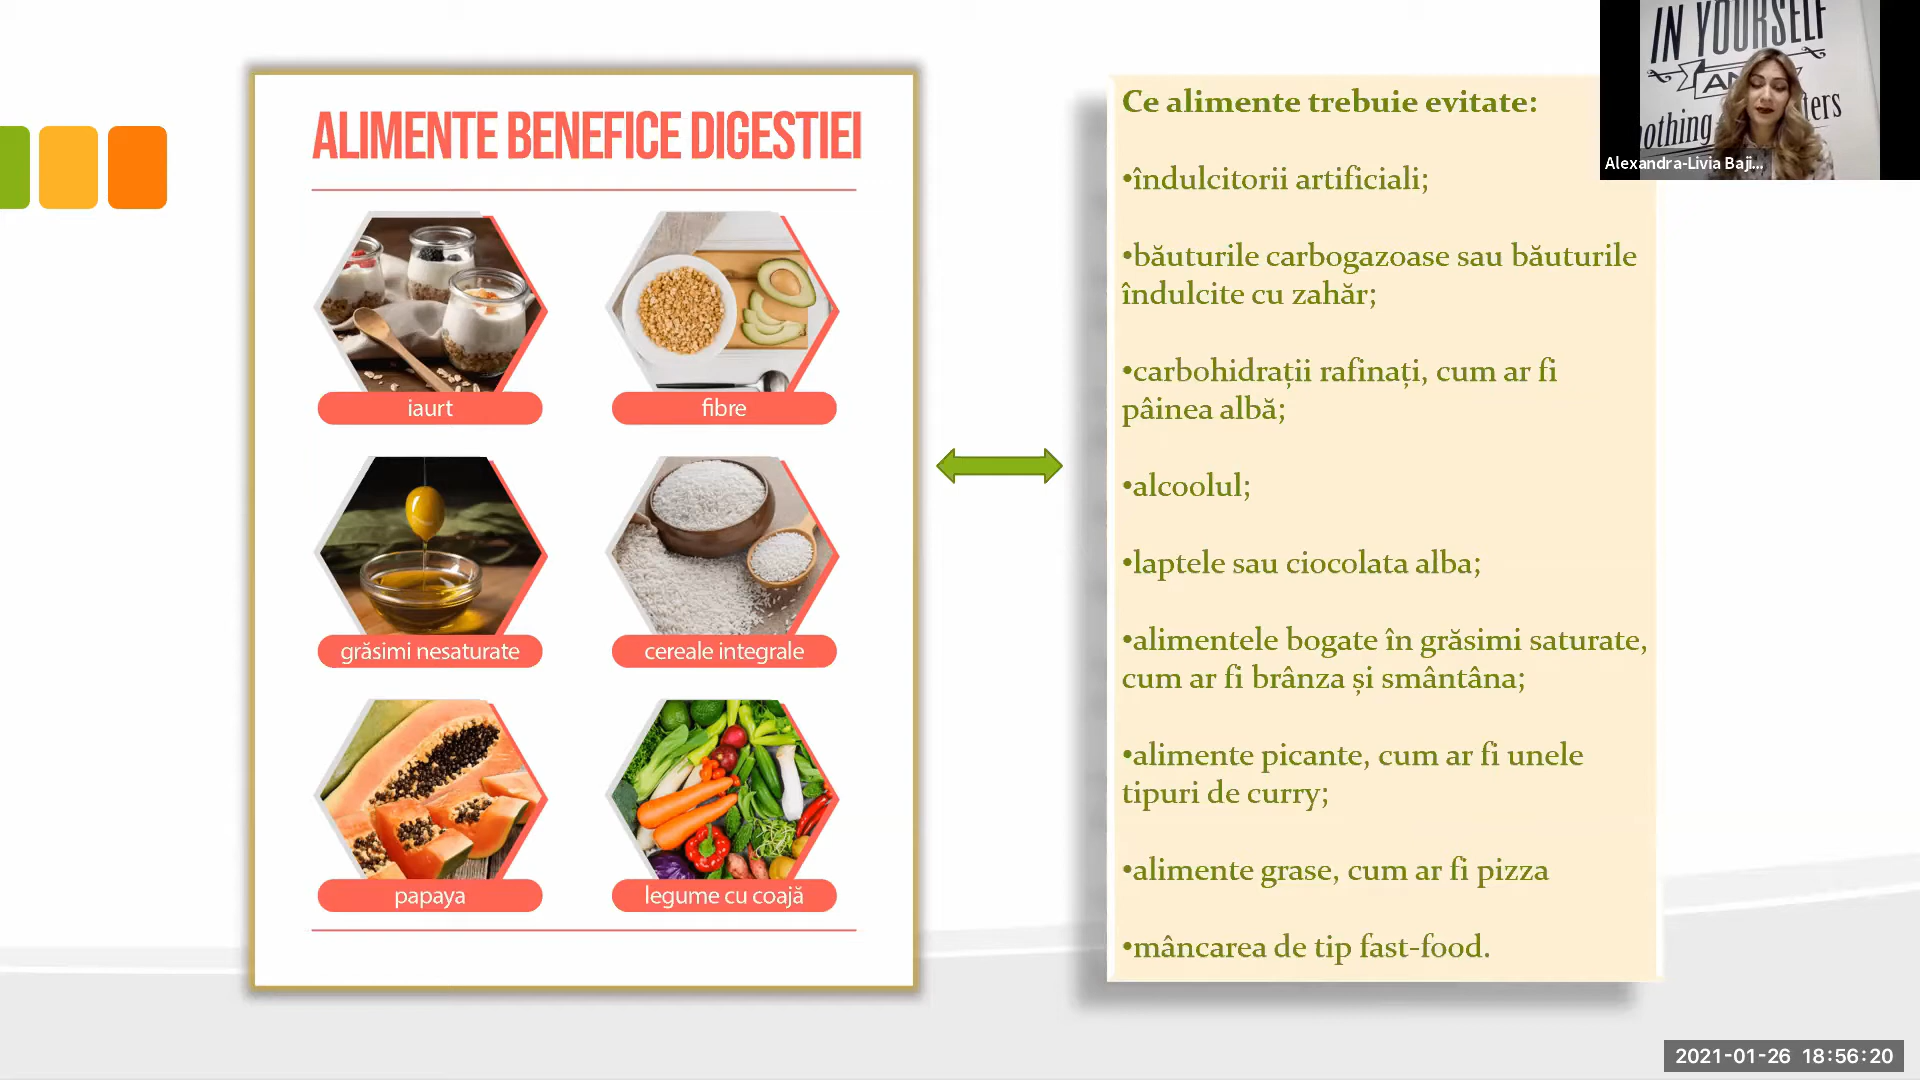 ALIMENTE BENEFICE DIGESTIEI
iaurt
fibre
grăsimi nesaturate
cereale integrale
papaya
legume cu coajă
Ce alimente trebuie evitate:
•îndulcitorii artificiali;
•băuturile carbogazoase sau băuturile
îndulcite cu zahăr;
•carbohidrații rafinați, cum ar fi
pâinea albă;
•alcoolul;
•laptele sau ciocolata alba;
•alimentele bogate în grăsimi saturate,
cum ar fi brânza și smântâna;
•alimente picante, cum ar fi unele
tipuri de curry;
•alimente grase, cum ar fi pizza
•mâncarea de tip fast-food.
IN YOURSELF
AN
othing
ters
Alexandra-Livia Baji...
2021-01-26 18:56:20